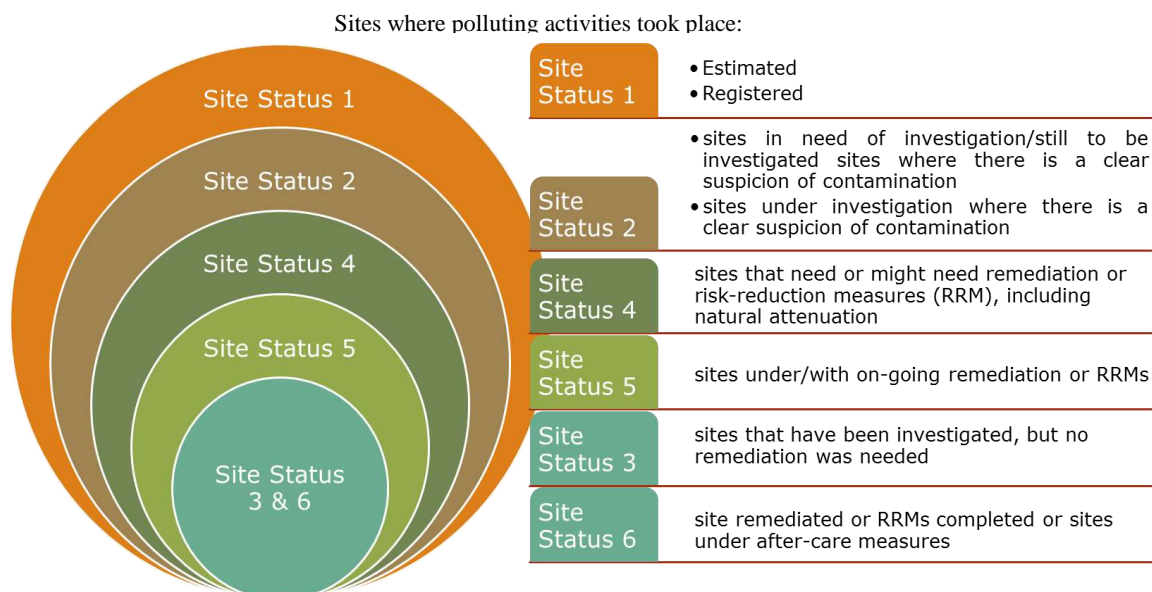 Sites where polluting activities took place:
Site Status 1
Site Status 2
Site Status 4
Site Status 5
Site Status
3 & 6
Site
Status 1
• Estimated
• Registered
Site
Status 2
• sites in need of investigation/still to be
investigated sites where there is a clear
suspicion of contamination
• sites under investigation where there is a
clear suspicion of contamination
Site
Status 4
sites that need or might need remediation or
risk-reduction measures (RRM), including
natural attenuation
Site
Status 5
sites under/with on-going remediation or RRMs
Site
Status 3
sites that have been investigated, but no
remediation was needed
Site
Status 6
site remediated or RRMs completed or sites
under after-care measures